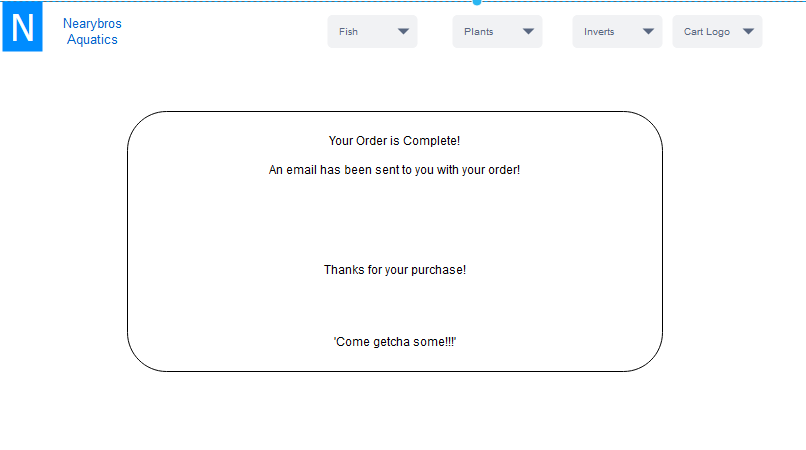 N
Nearybros
Aquatics
Fish
Plants
Inverts
Cart Logo
Your Order is Complete!
An email has been sent to you with your order!
Thanks for your purchase!
'Come getcha some!!!'